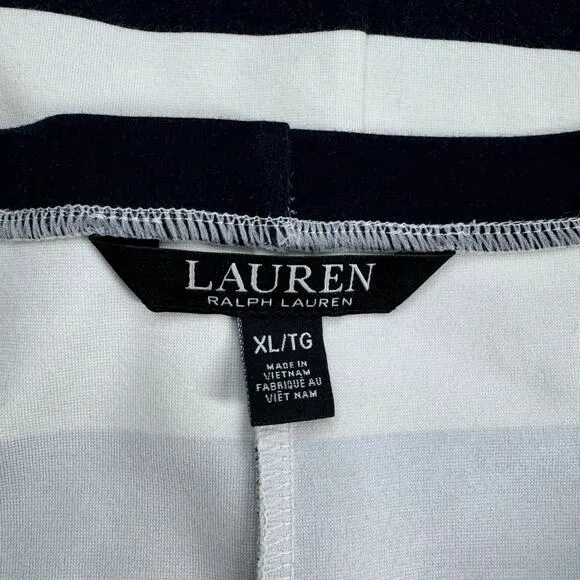 LAUREN
RALPH LAUREN
XL/TG
MADE IN
VIETNAM
FABRIQUÉ AU
VIÊT NAM